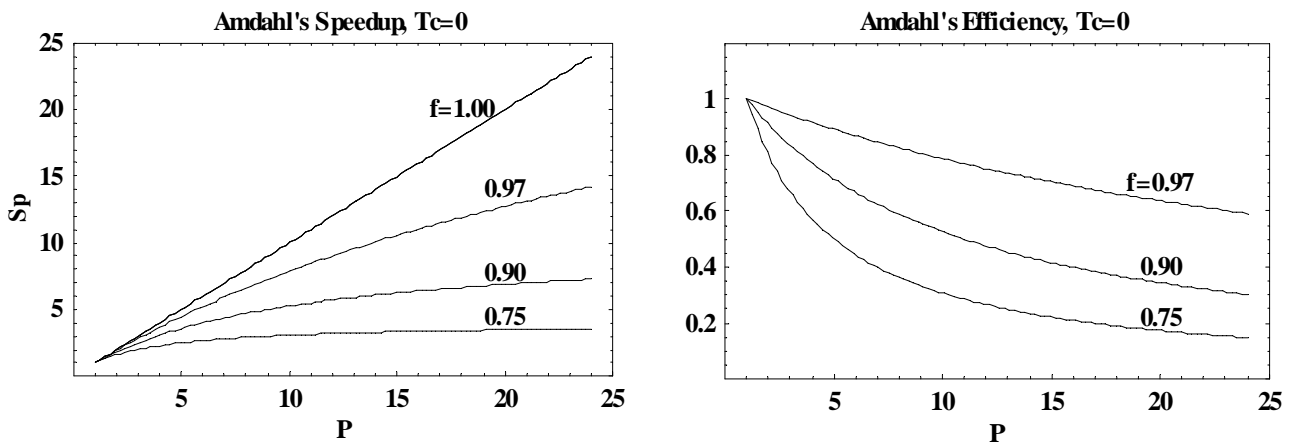 Amdahl's Speedup, Tc=0
25
20
15
10
5
Sp
f=1.00
0.97
0.90
0.75
5 10 15 20 25
P
Amdahl's Efficiency, Tc=0
1
0.8
0.6
0.4
0.2
f=0.97
0.90
0.75
5 10 15 20 25
P